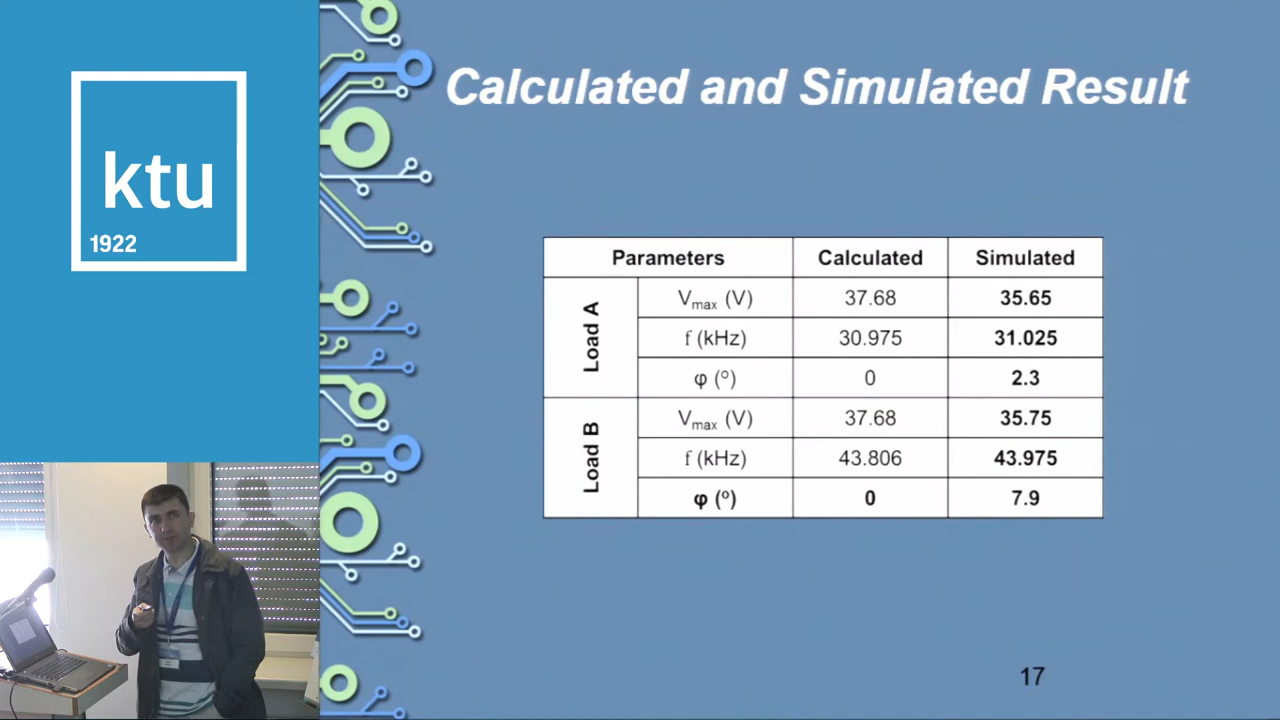 ktu
1922
Calculated and Simulated Result
Parameters Calculated Simulated
Load A
Vmax (V) 37.68 35.65
f (kHz) 30.975 31.025
φ (º) 0 2.3
Load B
Vmax (V) 37.68 35.75
f (kHz) 43.806 43.975
φ (º) 0 7.9
17